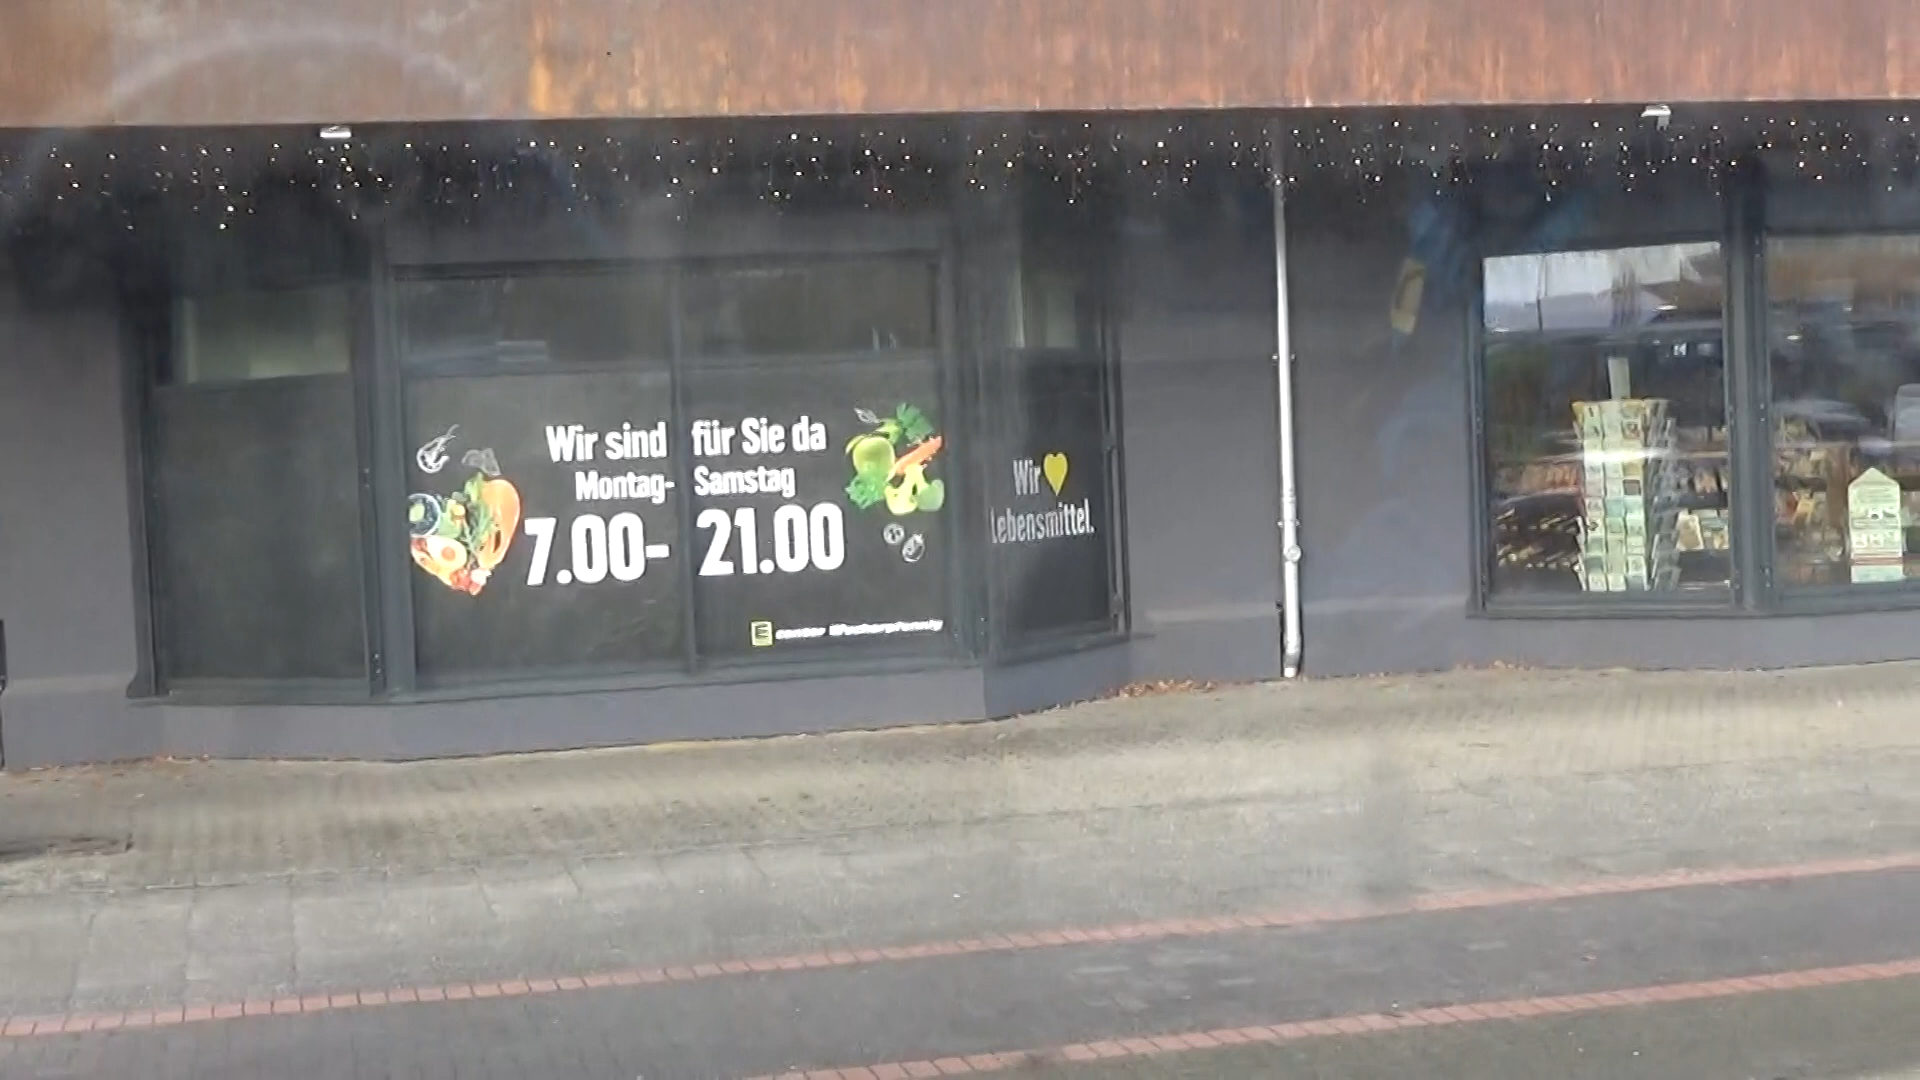 Wir sind für Sie da
Montag- Samstag
7.00- 21.00
E center
Wir
Lebensmittel.